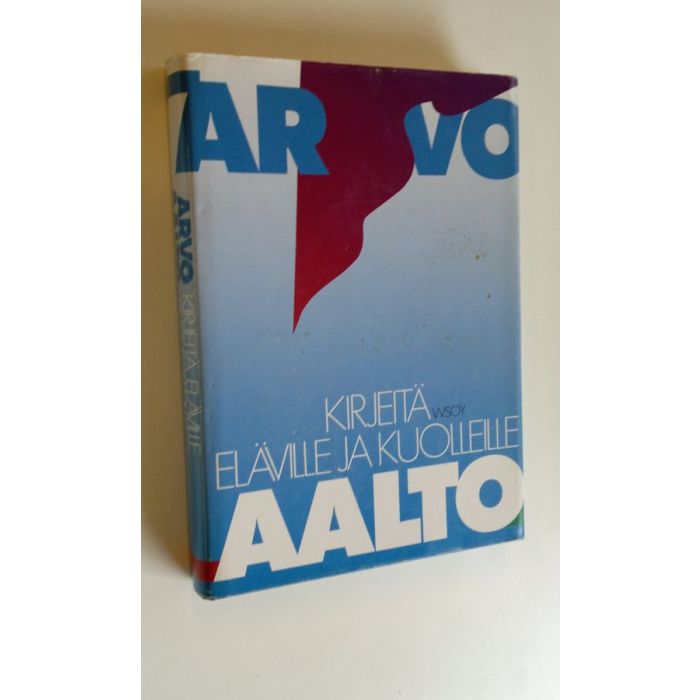 ARVO
KIRJEITÄ
WSOY
ELÄVILLE JA KUOLLEILLE
AALTO
ARVO
KIRJEITÄ ELÄVILLE